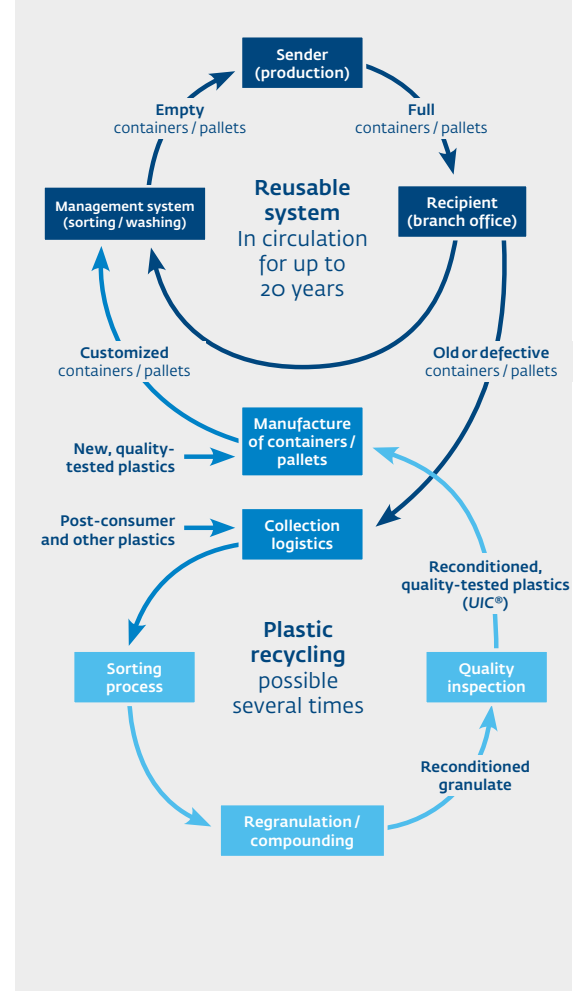 Sender
(production)
Empty
containers / pallets
Full
containers / pallets
Management system
(sorting / washing)
Reusable
system
In circulation
for up to
20 years
Recipient
(branch office)
Customized
containers / pallets
Old or defective
containers / pallets
Manufacture
of containers /
pallets
New, quality-
tested plastics
Post-consumer
and other plastics
Collection
logistics
Reconditioned,
quality-tested plastics
(UIC®)
Plastic
recycling
possible
several times
Sorting
process
Quality
inspection
Reconditioned
granulate
Regranulation /
compounding